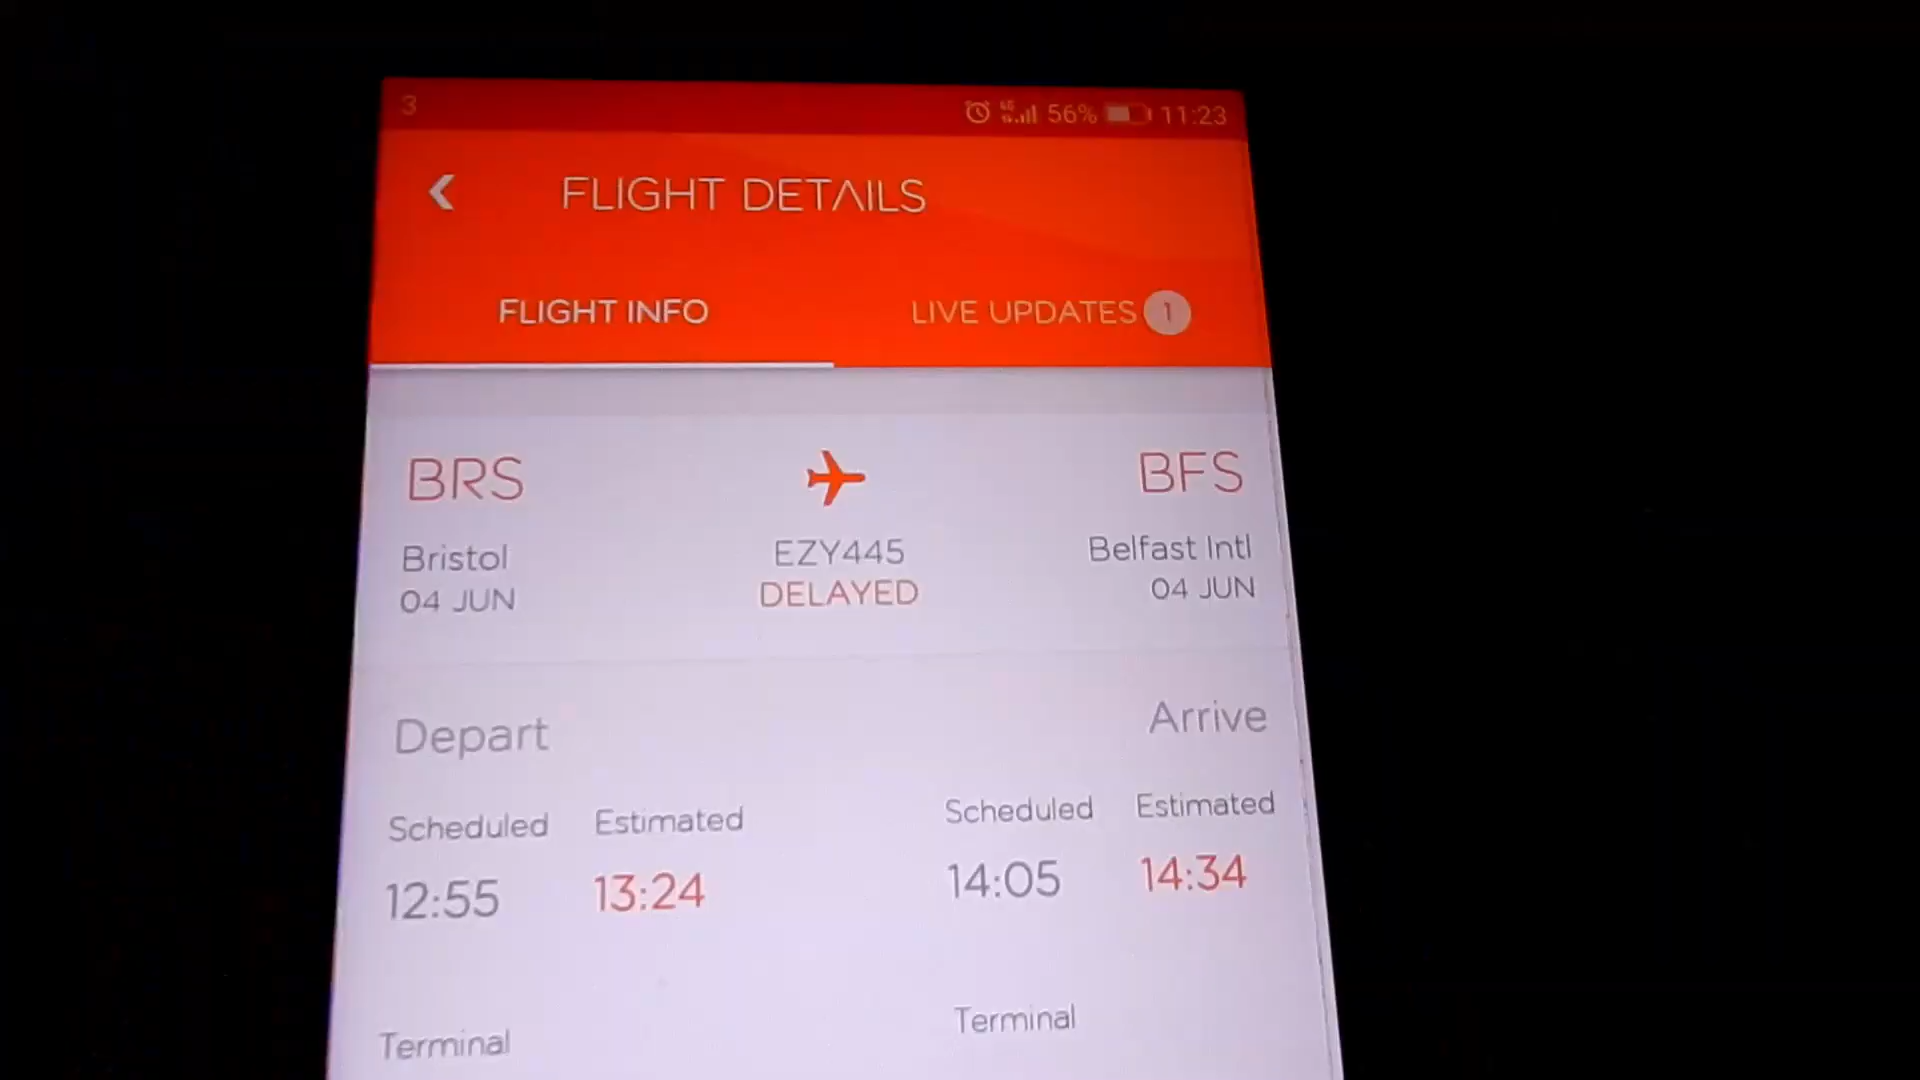 3 56% 11:23
FLIGHT DETAILS
FLIGHT INFO LIVE UPDATES 1
BRS BFS
Bristol EZY445 Belfast Intl
04 JUN DELAYED 04 JUN
Depart Arrive
Scheduled Estimated Scheduled Estimated
12:55 13:24 14:05 14:34
Terminal Terminal